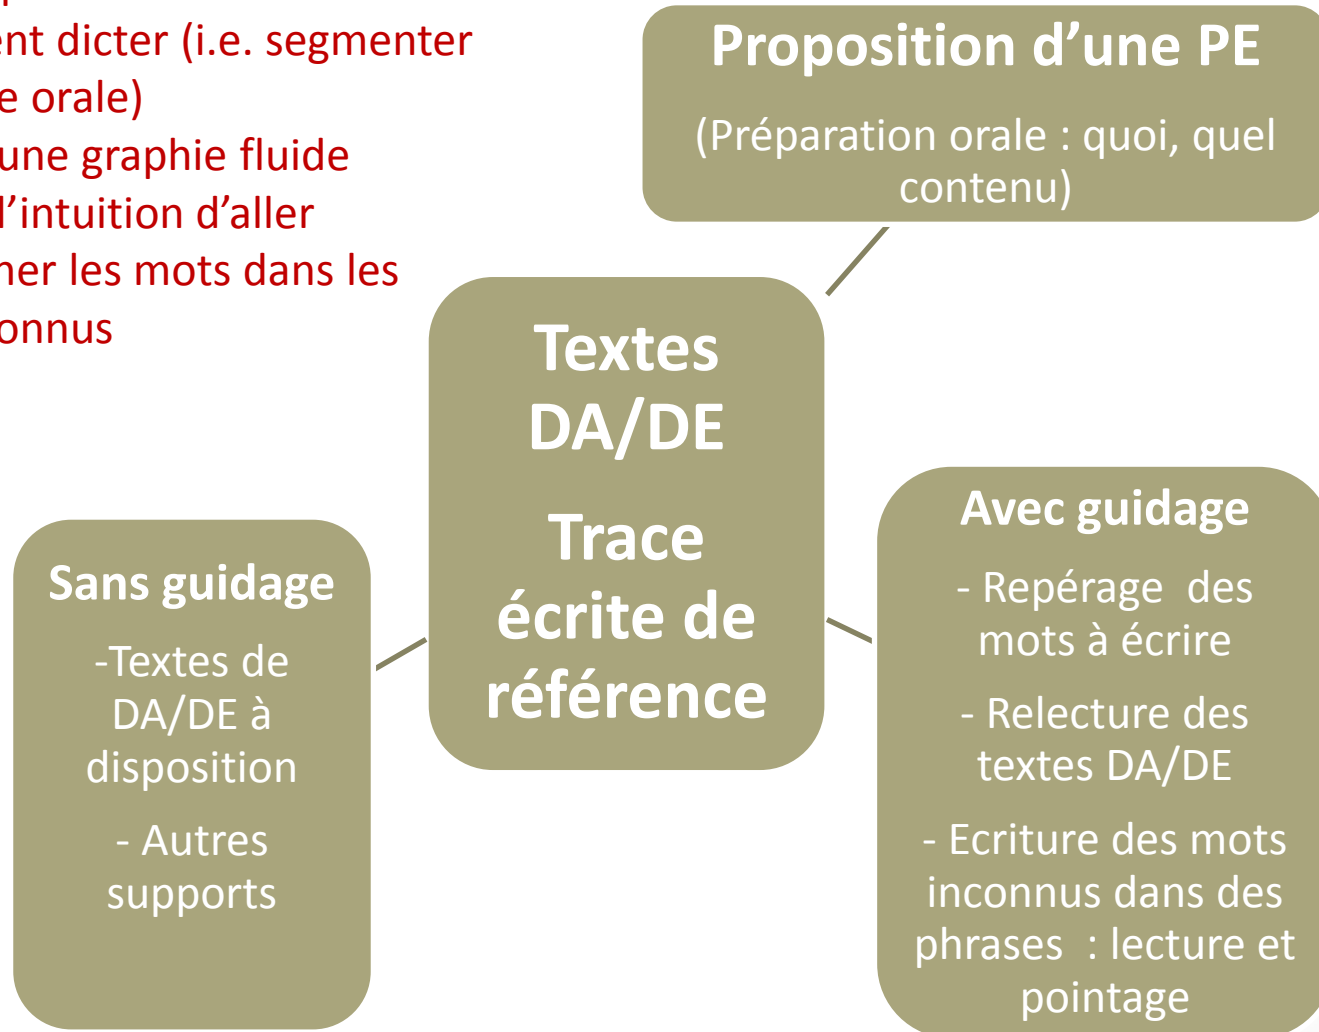 dicter (i.e. segmenter
orale)
une graphie fluide
l’intuition d’aller
les mots dans les
Proposition d’une PE
(Préparation orale : quoi, quel
contenu)
Textes
DA/DE
Trace
écrite de
référence
Sans guidage
-Textes de
DA/DE à
disposition
- Autres
supports
Avec guidage
- Repérage des
mots à écrire
- Relecture des
textes DA/DE
- Ecriture des mots
inconnus dans des
phrases : lecture et
pointage